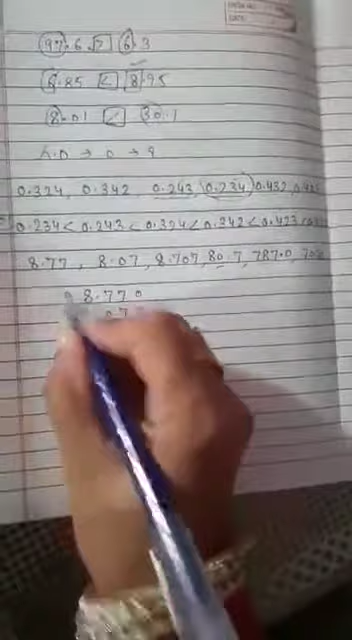 DATE:
97.6 > 6.3
6.85 < 8.95
8.01 < 30.1
A.O → 0 → 9
0.324, 0.342 0.243, 0.234, 0.432,
0.234 < 0.243 < 0.324 < 0.342 < 0.423 <
8.77, 8.07, 8.707, 80.7, 787.0,
8.770